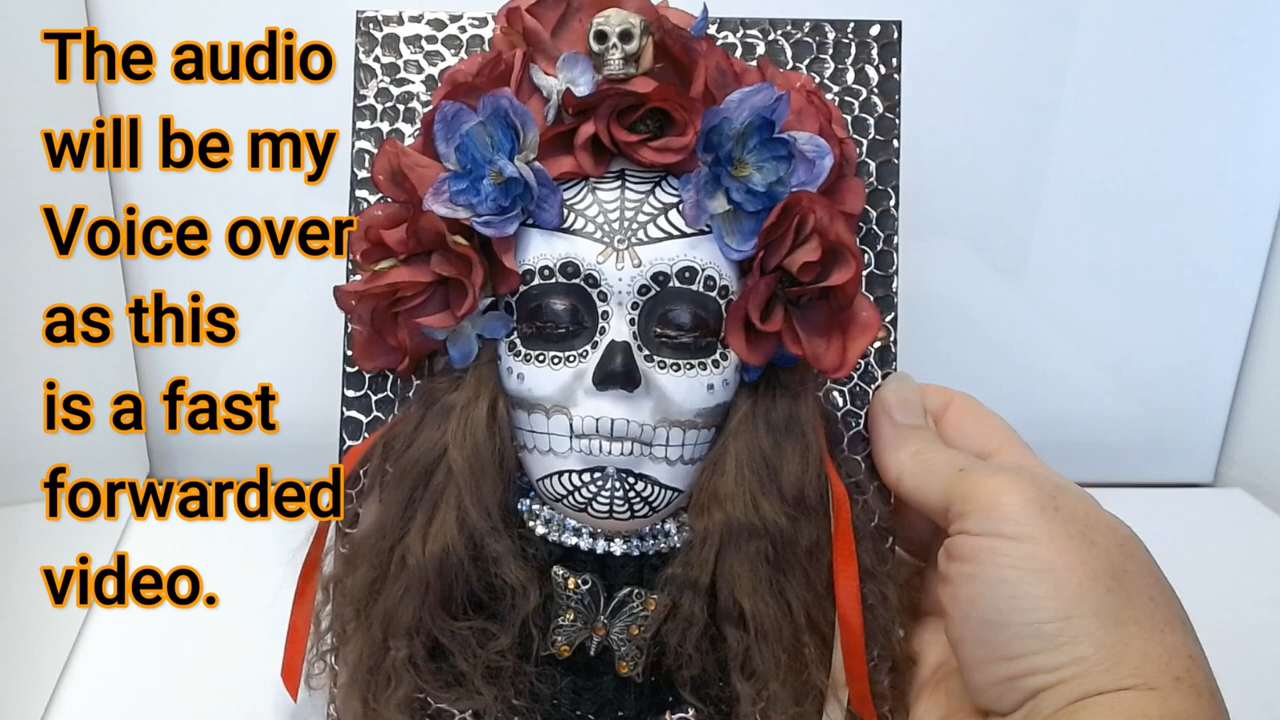 The audio
will be my
Voice over
as this
is a fast
forwarded
video.